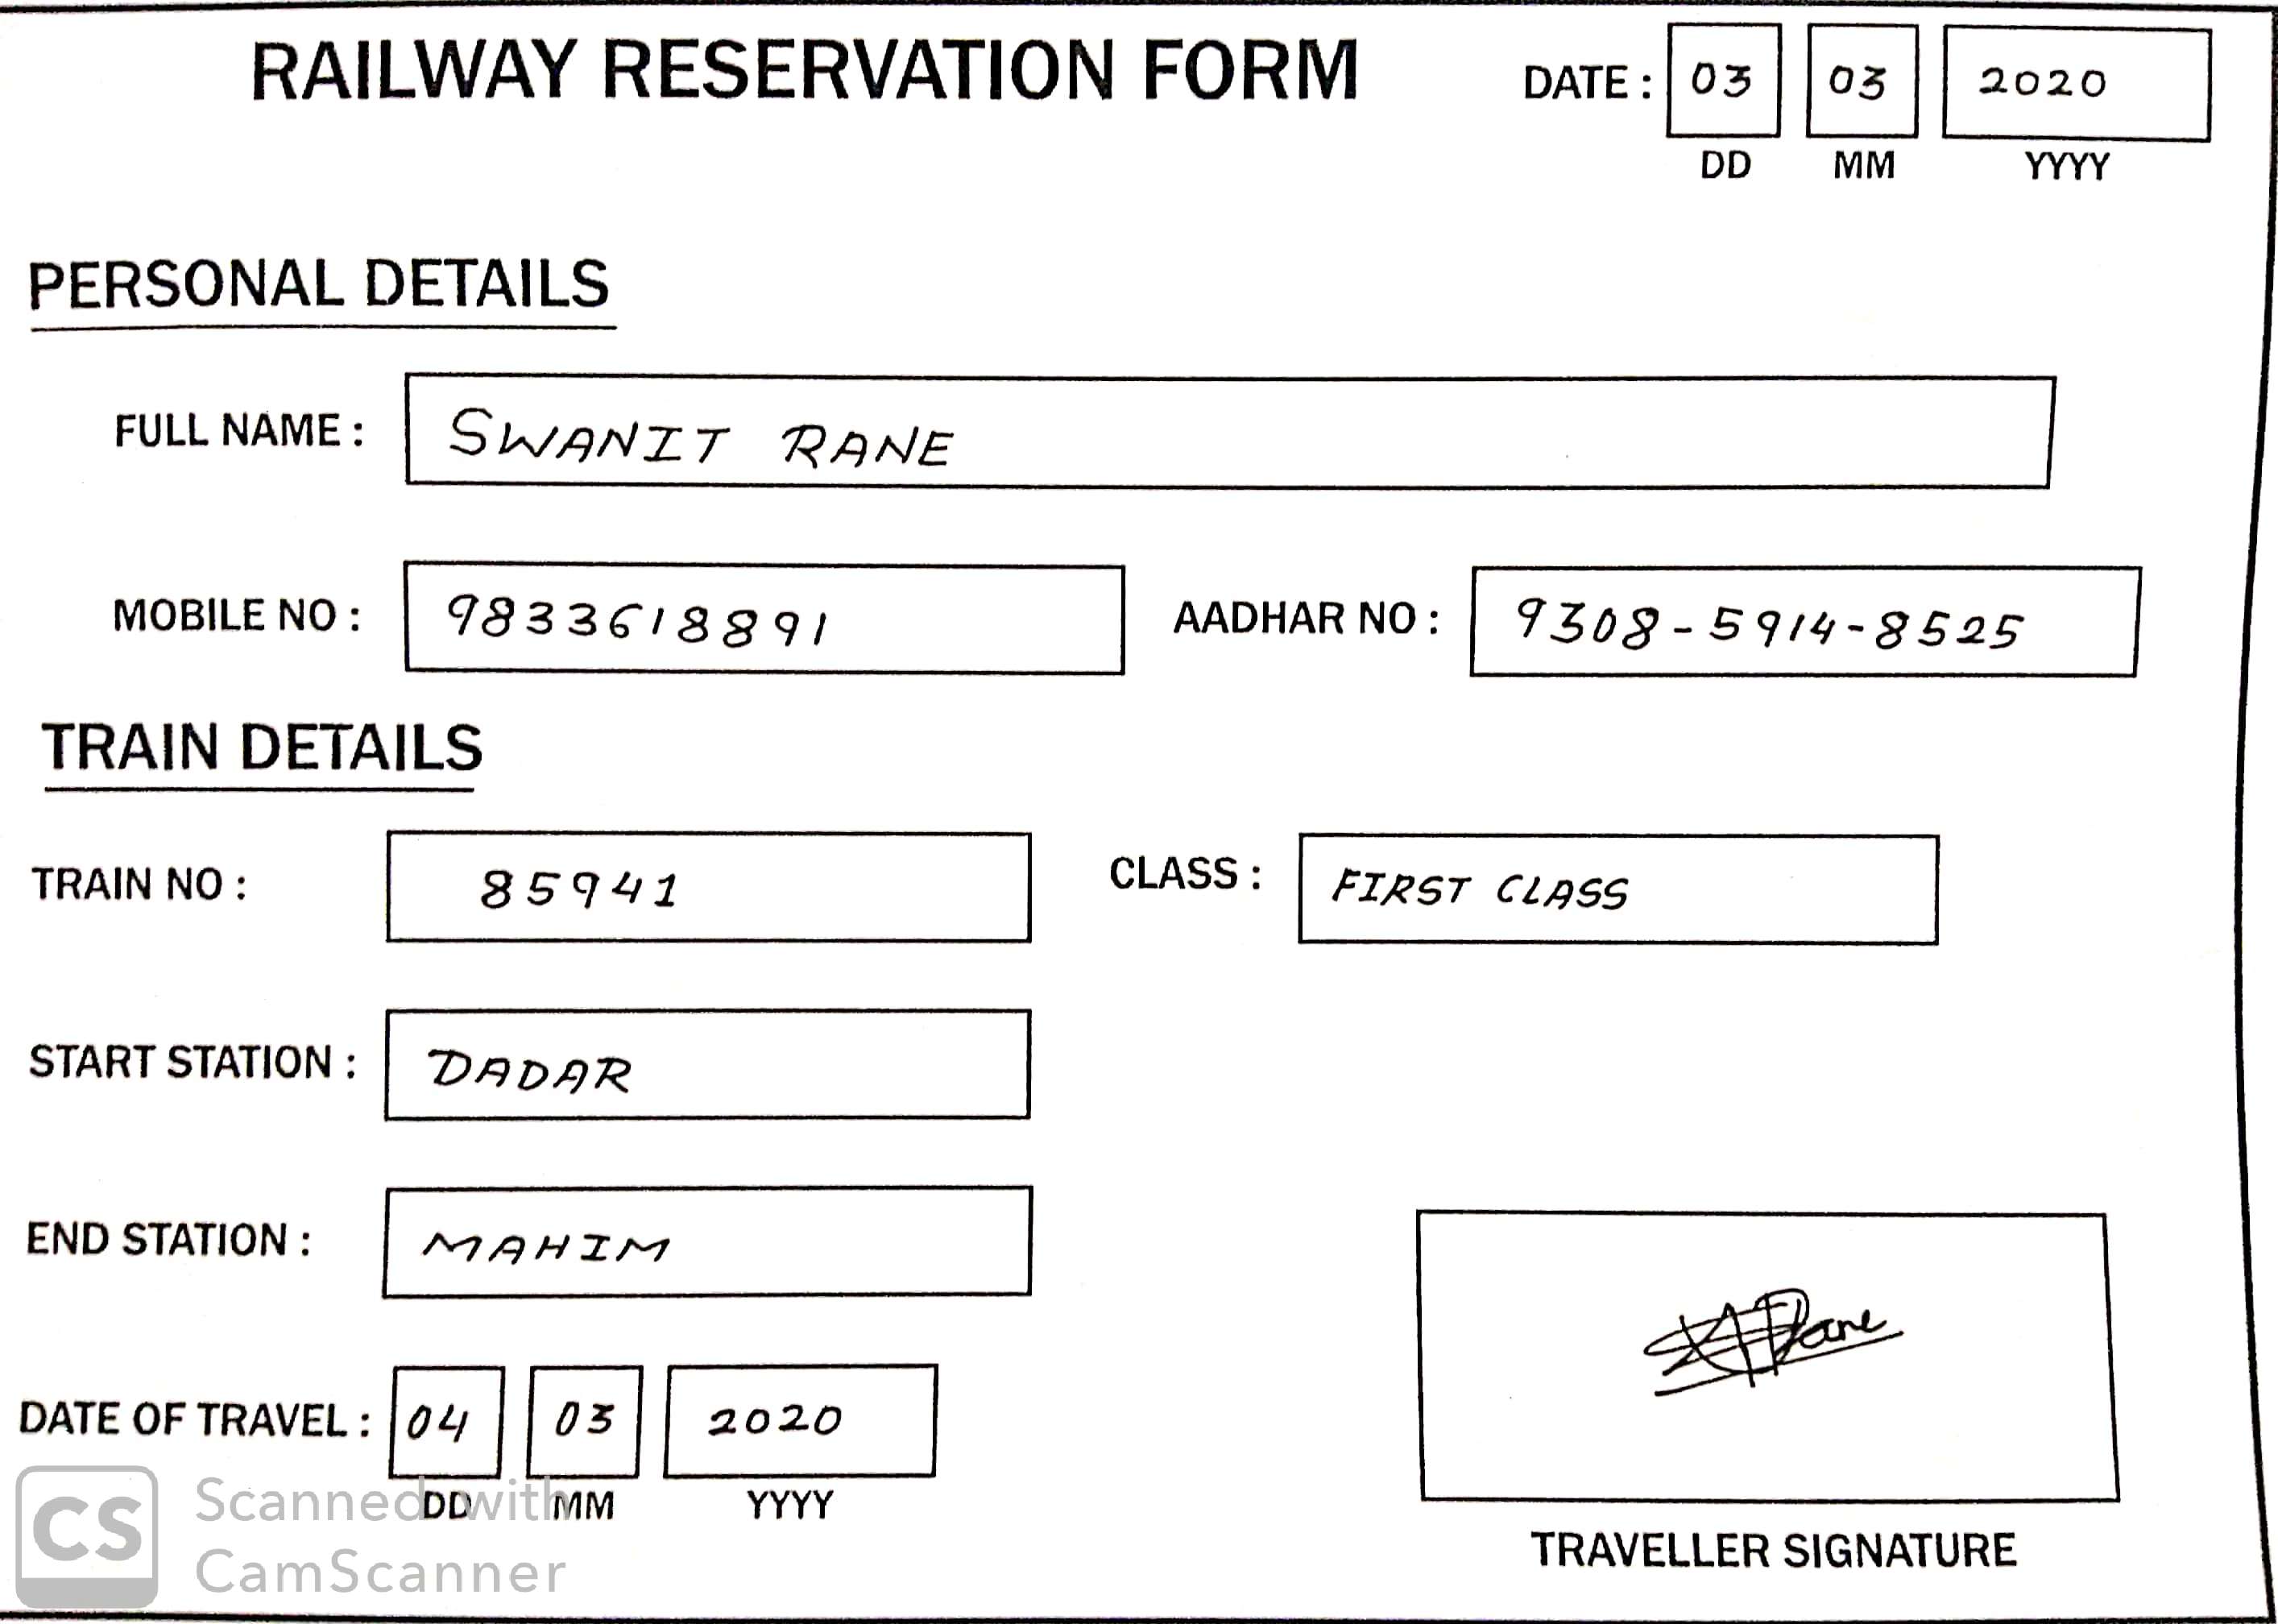 RAILWAY RESERVATION FORM DATE : 03 03 2020
DD MM YYYY
PERSONAL DETAILS
FULL NAME : SWANIT RANE
MOBILE NO : 9833618891 AADHAR NO : 9308-5914-8525
TRAIN DETAILS
TRAIN NO : 85941 CLASS : FIRST CLASS
START STATION : DADAR
END STATION : MAHIM
Rane
DATE OF TRAVEL : 04 03 2020
DD MM YYYY
TRAVELLER SIGNATURE
CS Scanned with
CamScanner